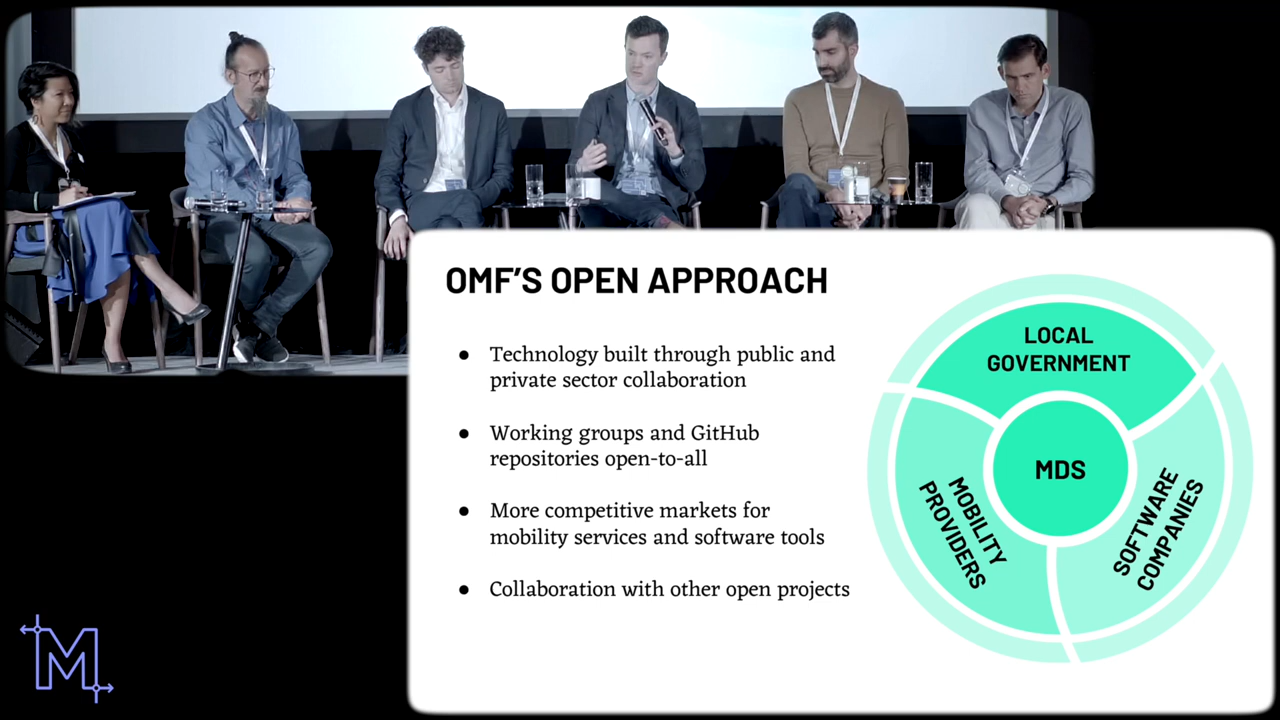 OMF'S OPEN APPROACH
● Technology built through public and
private sector collaboration
● Working groups and GitHub
repositories open-to-all
● More competitive markets for
mobility services and software tools
● Collaboration with other open projects
LOCAL
GOVERNMENT
MDS
MOBILITY
PROVIDERS
SOFTWARE
COMPANIES
M